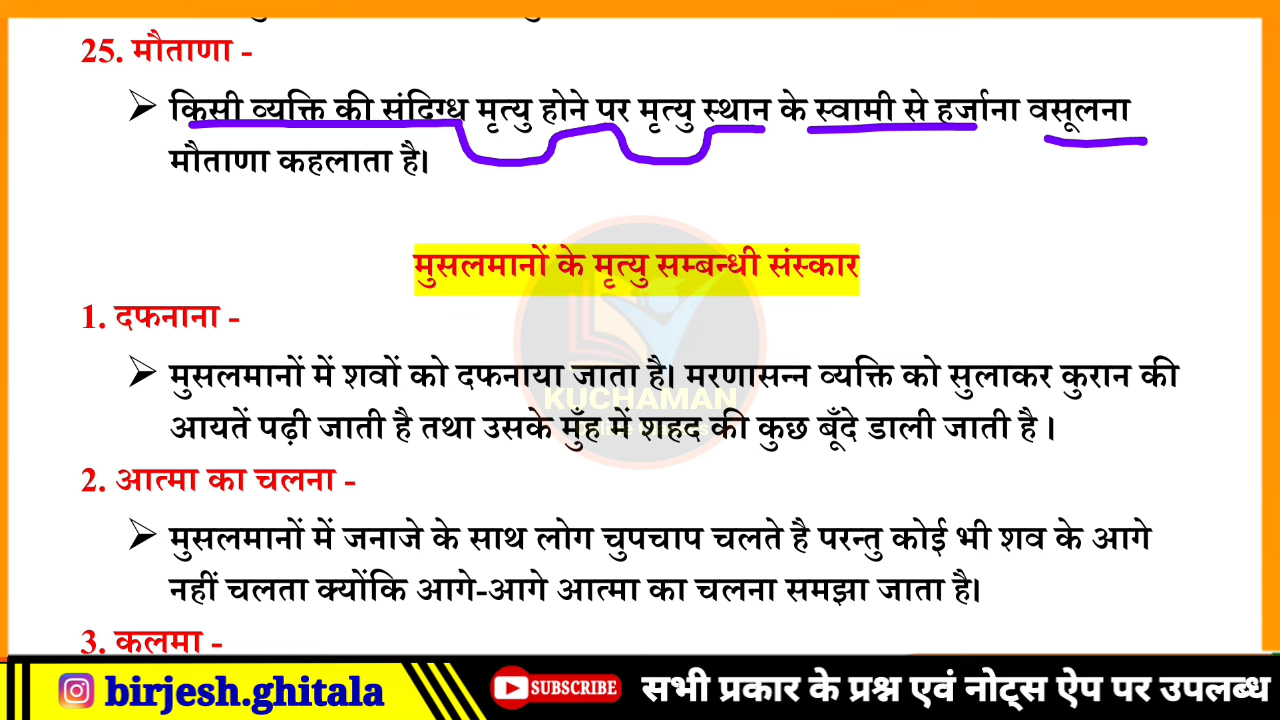 25. मौताणा -
➢ किसी व्यक्ति की संदिग्ध मृत्यु होने पर मृत्यु स्थान के स्वामी से हर्जाना वसूलना
मौताणा कहलाता है।
मुसलमानों के मृत्यु सम्बन्धी संस्कार
1. दफनाना -
➢ मुसलमानों में शवों को दफनाया जाता है। मरणासन्न व्यक्ति को सुलाकर कुरान की
KUCHAMAN
आयतें पढ़ी जाती है तथा उसके मुँह में शहद की कुछ बूँदे डाली जाती है ।
2. आत्मा का चलना -
➢ मुसलमानों में जनाजे के साथ लोग चुपचाप चलते है परन्तु कोई भी शव के आगे
नहीं चलता क्योंकि आगे-आगे आत्मा का चलना समझा जाता है।
3. कलमा -
birjesh.ghitala SUBSCRIBE सभी प्रकार के प्रश्न एवं नोट्स ऐप पर उपलब्ध